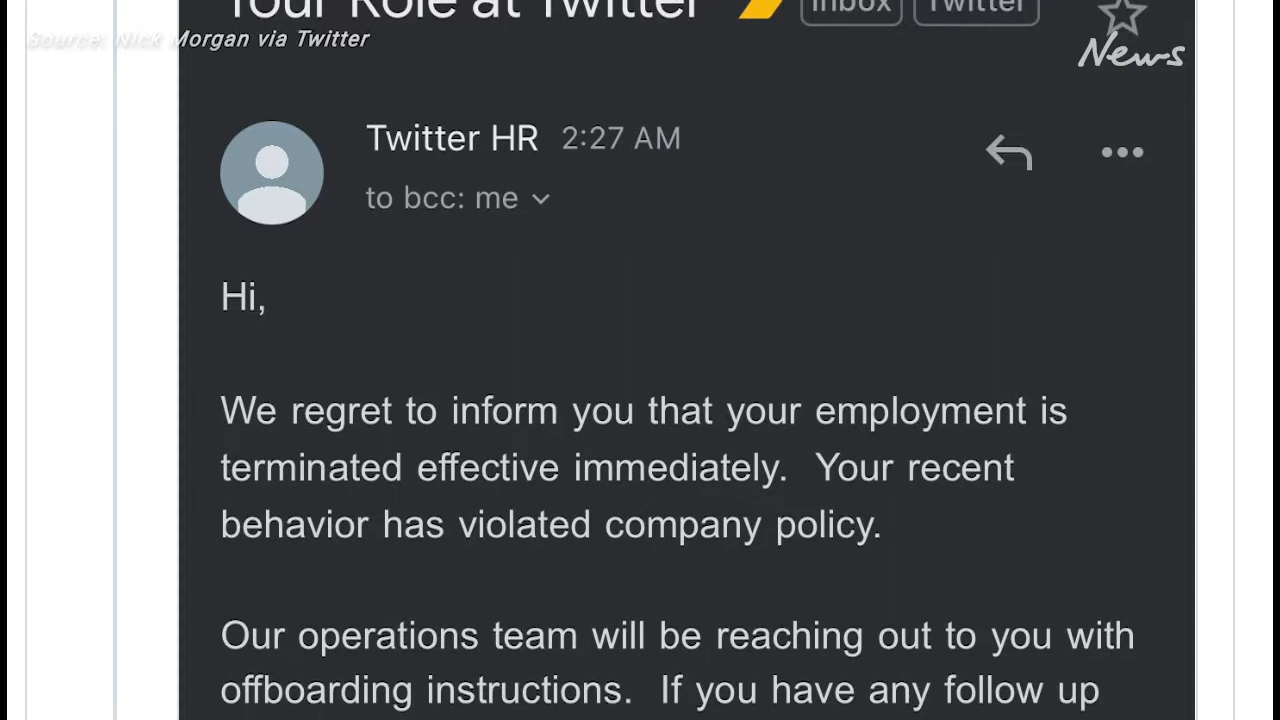 Your Role at Twitter Inbox Twitter
Source: Nick Morgan via Twitter
News
Twitter HR 2:27 AM
to bcc: me
Hi,
We regret to inform you that your employment is
terminated effective immediately. Your recent
behavior has violated company policy.
Our operations team will be reaching out to you with
offboarding instructions. If you have any follow up